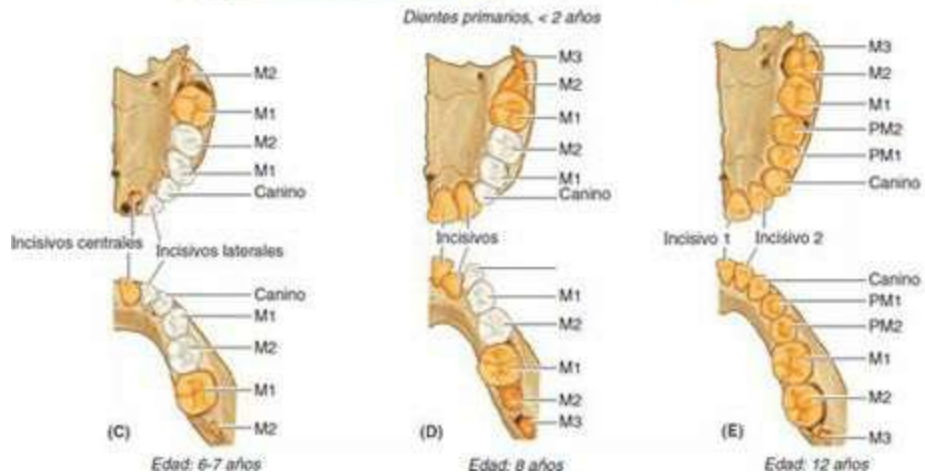 Dientes primarios, < 2 años
M2
M1
M2
M1
Canino
Incisivos centrales
Incisivos laterales
Canino
M1
M2
M1
M2
(C)
Edad: 6-7 años
M3
M2
M1
M2
M1
Canino
Incisivos
M1
M2
M1
M2
M3
(D)
Edad: 8 años
M3
M2
M1
PM2
PM1
Canino
Incisivo 1
Incisivo 2
Canino
PM1
PM2
M1
M2
M3
(E)
Edad: 12 años